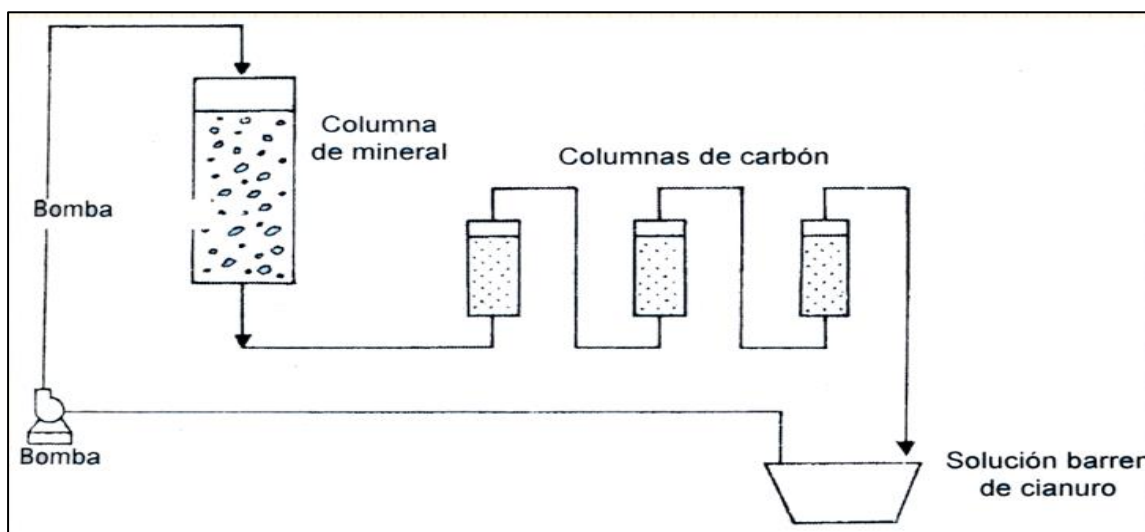 Columna
de mineral
Columnas de carbón
Bomba
Bomba
Solución barren
de cianuro